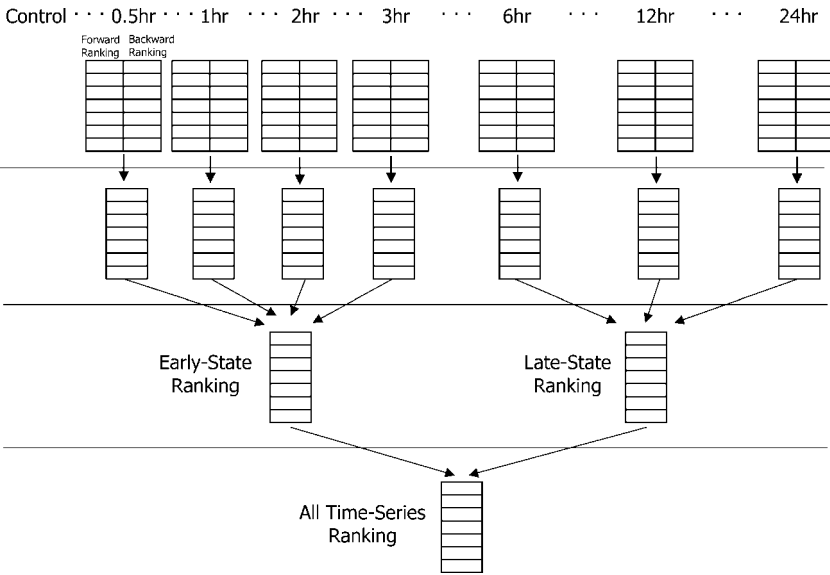 Control · · · 0.5hr · · · 1hr · · · 2hr · · · 3hr · · · 6hr · · · 12hr · · · 24hr
Forward Backward
Ranking Ranking
Early-State
Ranking
Late-State
Ranking
All Time-Series
Ranking